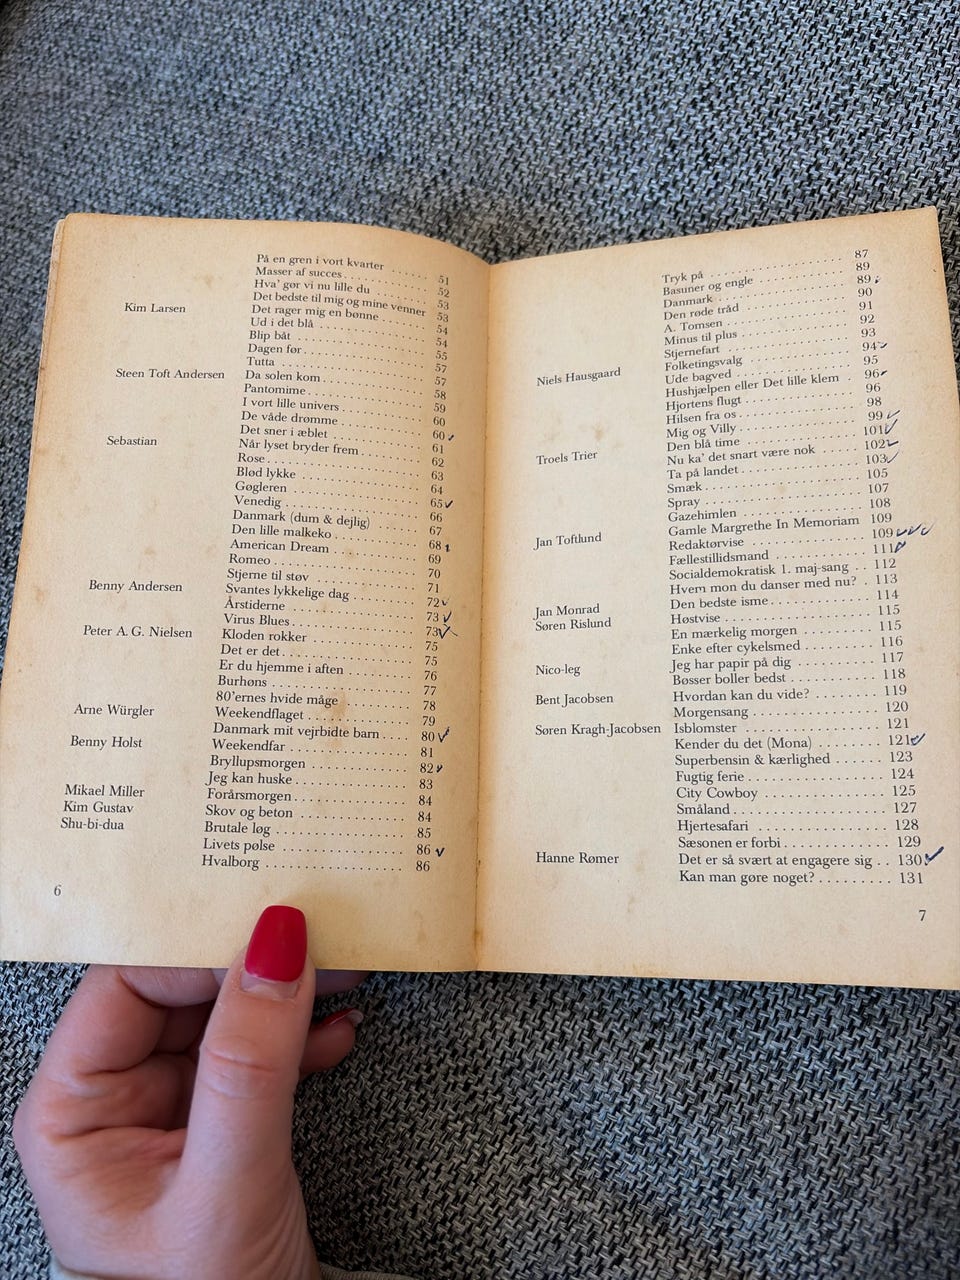 På en gren i vort kvarter ...... 51
Masser af succes ............ 52
Hva' gør vi nu lille du ........ 53
Det bedste til mig og mine venner 53
Kim Larsen Det rager mig en bønne ........ 54
Ud i det blå ............ 54
Blip båt ............ 55
Dagen før ............ 57
Tutta ............ 57
Steen Toft Andersen Da solen kom ............ 58
Pantomime ............ 59
I vort lille univers ............ 60
De våde drømme ............ 60
Det sner i æblet ............ 61
Sebastian Når lyset bryder frem ............ 62
Rose ............ 63
Blød lykke ............ 64
Gøgleren ............ 65
Venedig ............ 66
Danmark (dum & dejlig) ...... 67
Den lille malkeko ............ 68
American Dream ............ 69
Romeo ............ 70
Stjerne til støv ............ 71
Benny Andersen Svantes lykkelige dag ............ 72
Årstiderne ............ 73
Virus Blues ............ 73
Peter A. G. Nielsen Kloden rokker ............ 75
Det er det ............ 75
Er du hjemme i aften ............ 76
Burhøns ............ 77
80'ernes hvide måge ............ 78
Arne Würgler Weekendflaget ............ 79
Danmark mit vejrbidte barn .... 80
Benny Holst Weekendfar ............ 81
Bryllupsmorgen ............ 82
Jeg kan huske ............ 83
Mikael Miller Forårsmorgen ............ 84
Kim Gustav Skov og beton ............ 84
Shu-bi-dua Brutale løg ............ 85
Livets pølse ............ 86
Hvalborg ............ 86
6
Tryk på ............ 87
Basuner og engle ............ 89
Danmark ............ 89
Den røde tråd ............ 90
A. Tomsen ............ 91
Minus til plus ............ 92
Stjernefart ............ 93
Niels Hausgaard Folketingsvalg ............ 94
Ude bagved ............ 95
Hushjælpen eller Det lille klem . 96
Hjortens flugt ............ 96
Hilsen fra os ............ 98
Mig og Villy ............ 99
Troels Trier Den blå time ............ 101
Nu ka' det snart være nok ...... 102
Ta på landet ............ 103
Smæk ............ 105
Spray ............ 107
Gazehimlen ............ 108
Jan Toftlund Gamle Margrethe In Memoriam 109
Redaktørvise ............ 109
Fællestillidsmand ............ 111
Socialdemokratisk 1. maj-sang .. 112
Hvem mon du danser med nu? . 113
Jan Monrad Den bedste isme ............ 114
Søren Rislund Høstvise ............ 115
En mærkelig morgen ............ 115
Enke efter cykelsmed ............ 116
Nico-leg Jeg har papir på dig ............ 117
Bøsser boller bedst ............ 118
Bent Jacobsen Hvordan kan du vide? ............ 119
Morgensang ............ 120
Søren Kragh-Jacobsen Isblomster ............ 121
Kender du det (Mona) ............ 121
Superbensin & kærlighed ........ 123
Fugtig ferie ............ 124
City Cowboy ............ 125
Småland ............ 127
Hjertesafari ............ 128
Sæsonen er forbi ............ 129
Hanne Rømer Det er så svært at engagere sig .. 130
Kan man gøre noget? ......... 131
7